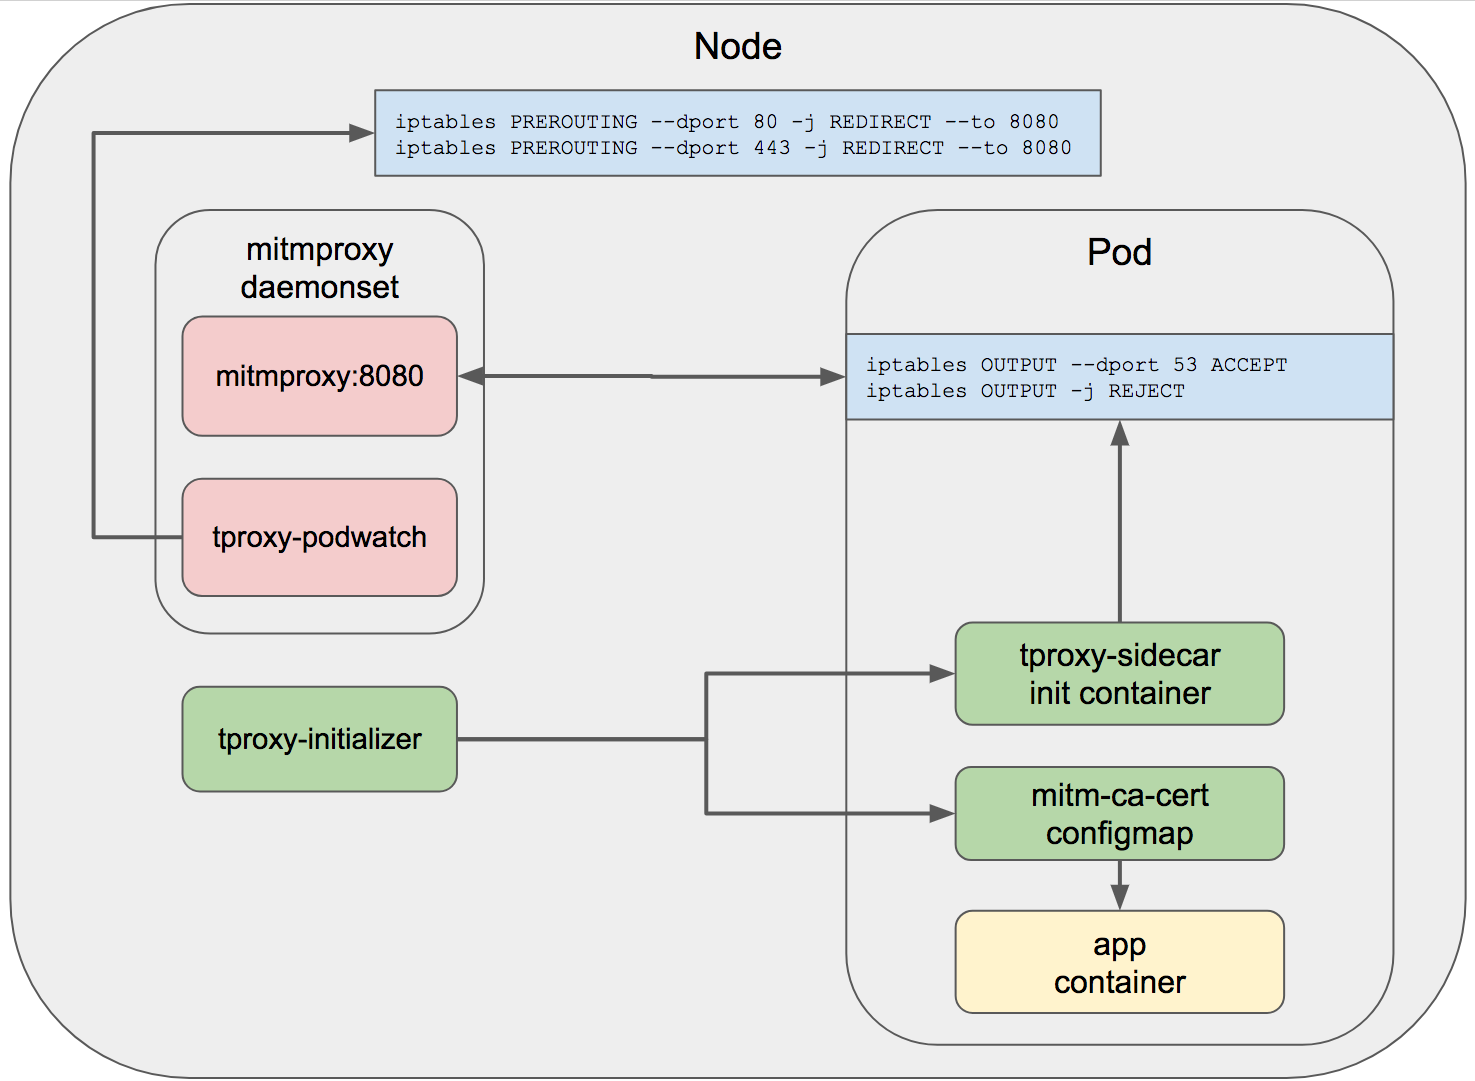 Node
iptables PREROUTING --dport 80 -j REDIRECT --to 8080
iptables PREROUTING --dport 443 -j REDIRECT --to 8080
mitmproxy
daemonset
mitmproxy:8080
tproxy-podwatch
tproxy-initializer
Pod
iptables OUTPUT --dport 53 ACCEPT
iptables OUTPUT -j REJECT
tproxy-sidecar
init container
mitm-ca-cert
configmap
app
container